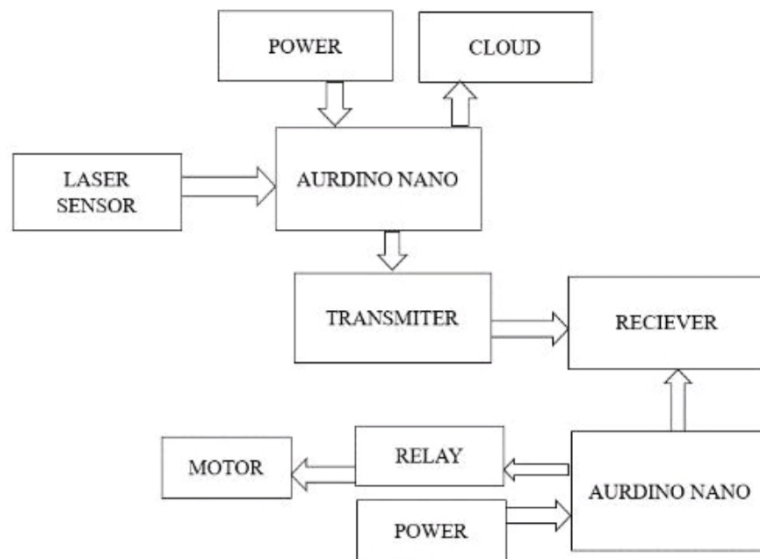 POWER
CLOUD
LASER
SENSOR
AURDINO NANO
TRANSMITER
RECIEVER
MOTOR
RELAY
AURDINO NANO
POWER